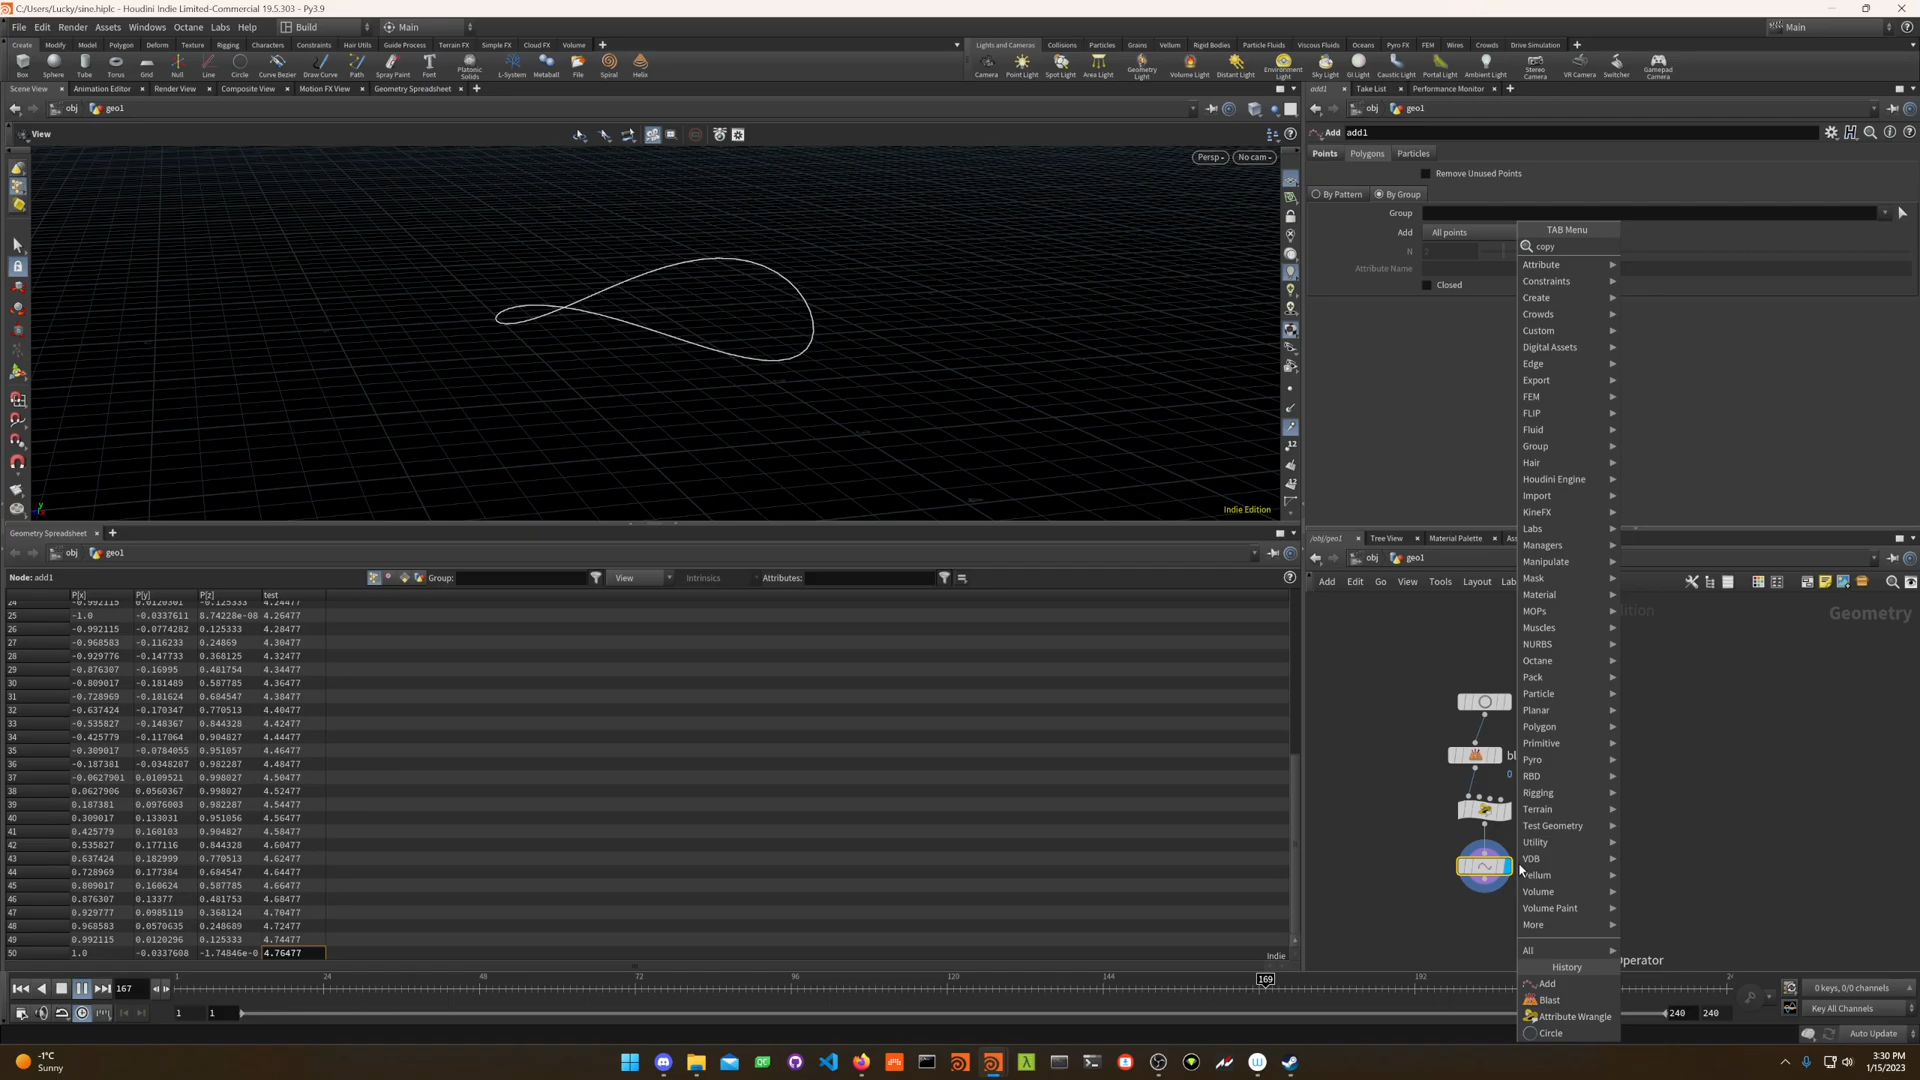 C:/Users/Lucky/sine.hiplc - Houdini Indie Limited-Commercial 19.5.303 - Py3.9
File Edit Render Assets Windows Octane Labs Help Build Main Main
Create Modify Model Polygon Deform Texture Rigging Characters Constraints Hair Utils Guide Process Terrain FX Simple FX Cloud FX Volume
Lights and Cameras Collisions Particles Grains Vellum Rigid Bodies Particle Fluids Viscous Fluids Oceans Pyro FX FEM Wires Crowds Drive Simulation
Box Sphere Tube Torus Grid Null Line Circle Curve Bezier Draw Curve Path Spray Paint Font Platonic Solids L-System Metaball File Spiral Helix
Camera Point Light Spot Light Area Light Geometry Light Volume Light Distant Light Environment Light Sky Light GI Light Caustic Light Portal Light Ambient Light Stereo Camera VR Camera Switcher Gamepad Camera
Scene View Animation Editor Render View Composite View Motion FX View Geometry Spreadsheet
add1 Take List Performance Monitor
obj geo1
obj geo1
View
Persp No cam
Add add1
Points Polygons Particles
Remove Unused Points
By Pattern By Group
Group
Add All points
N 2
Attribute Name
Closed
TAB Menu
copy
Attribute
Constraints
Create
Crowds
Custom
Digital Assets
Edge
Export
FEM
FLIP
Fluid
Group
Hair
Houdini Engine
Import
KineFX
Labs
Managers
Manipulate
Mask
Material
MOPs
Muscles
NURBS
Octane
Pack
Particle
Planar
Polygon
Primitive
Pyro
RBD
Rigging
Terrain
Test Geometry
Utility
VDB
Vellum
Volume
Volume Paint
More
All
History
Add
Blast
Attribute Wrangle
Circle
Indie Edition
Geometry Spreadsheet
obj geo1
Node: add1 Group: View Intrinsics Attributes:
P[x] P[y] P[z] test
24 -0.992115 0.0120301 -0.125333 4.24477
25 -1.0 -0.0337611 8.74228e-08 4.26477
26 -0.992115 -0.0774282 0.125333 4.28477
27 -0.968583 -0.116233 0.24869 4.30477
28 -0.929776 -0.147733 0.368125 4.32477
29 -0.876307 -0.16995 0.481754 4.34477
30 -0.809017 -0.181489 0.587785 4.36477
31 -0.728969 -0.181624 0.684547 4.38477
32 -0.637424 -0.170347 0.770513 4.40477
33 -0.535827 -0.148367 0.844328 4.42477
34 -0.425779 -0.117064 0.904827 4.44477
35 -0.309017 -0.0784055 0.951057 4.46477
36 -0.187381 -0.0348207 0.982287 4.48477
37 -0.0627901 0.0109521 0.998027 4.50477
38 0.0627906 0.0560367 0.998027 4.52477
39 0.187381 0.0976003 0.982287 4.54477
40 0.309017 0.133031 0.951056 4.56477
41 0.425779 0.160103 0.904827 4.58477
42 0.535827 0.177116 0.844328 4.60477
43 0.637424 0.182999 0.770513 4.62477
44 0.728969 0.177384 0.684547 4.64477
45 0.809017 0.160624 0.587785 4.66477
46 0.876307 0.13377 0.481753 4.68477
47 0.929777 0.0985119 0.368124 4.70477
48 0.968583 0.0570635 0.248689 4.72477
49 0.992115 0.0120296 0.125333 4.74477
50 1.0 -0.0337608 -1.74846e-0 4.76477
Indie
/obj/geo1 Tree View Material Palette
obj geo1
Add Edit Go View Tools Layout
Geometry
0
perator
167 1 24 48 72 96 120 144 169 192
1 1 240 240
0 keys, 0/0 channels
Key All Channels
Auto Update
-1°C
Sunny
3:30 PM
1/15/2023